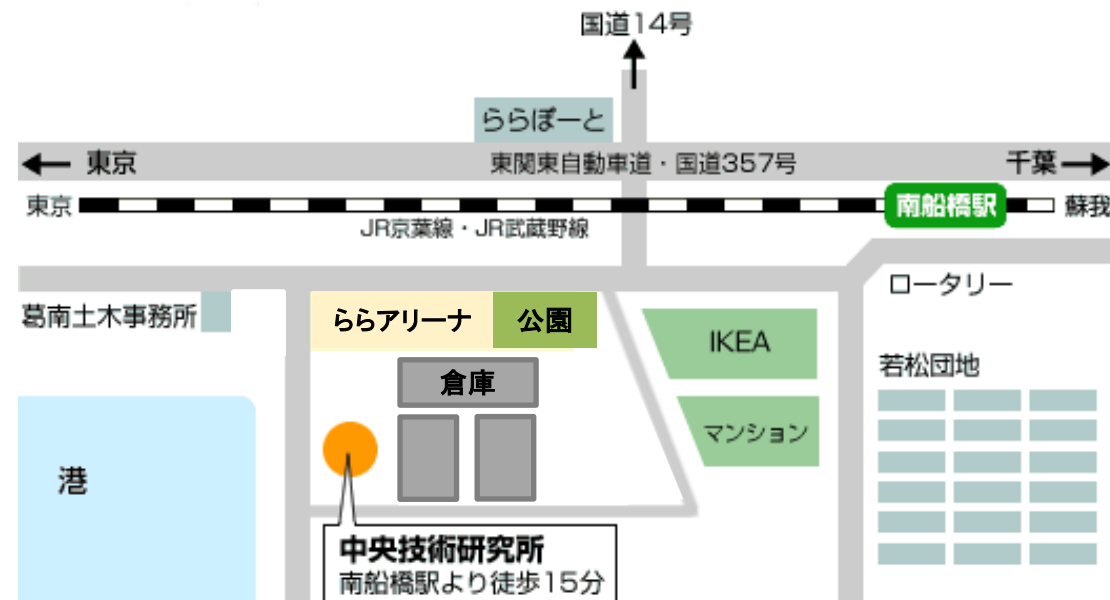 国道14号
ららぽーと
東京
東関東自動車道・国道357号
千葉
東京
南船橋駅
蘇我
JR京葉線・JR武蔵野線
ロータリー
葛南土木事務所
ららアリーナ
公園
IKEA
若松団地
倉庫
マンション
港
中央技術研究所
南船橋駅より徒歩15分